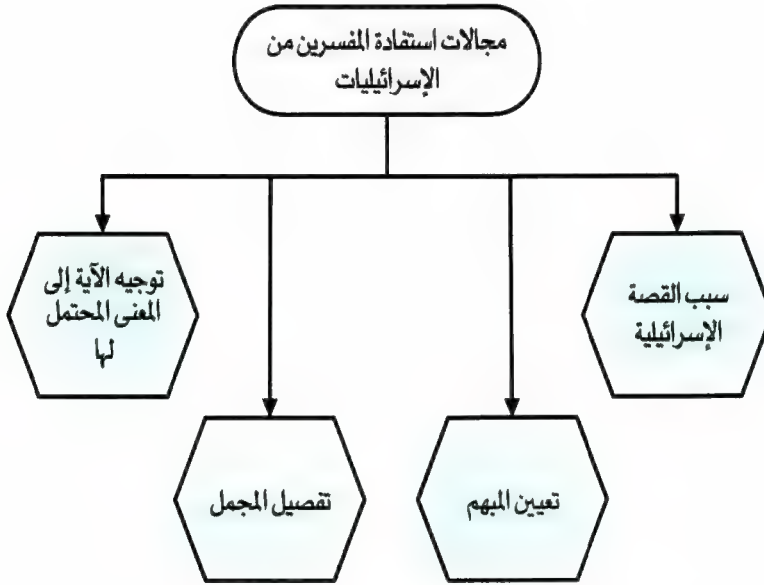 مجالات استفادة المفسرين من
الإسرائيليات
سبب القصة
الإسرائيلية
تعيين المبهم
تفصيل المجمل
توجيه الآية إلى
المعنى المحتمل
لها